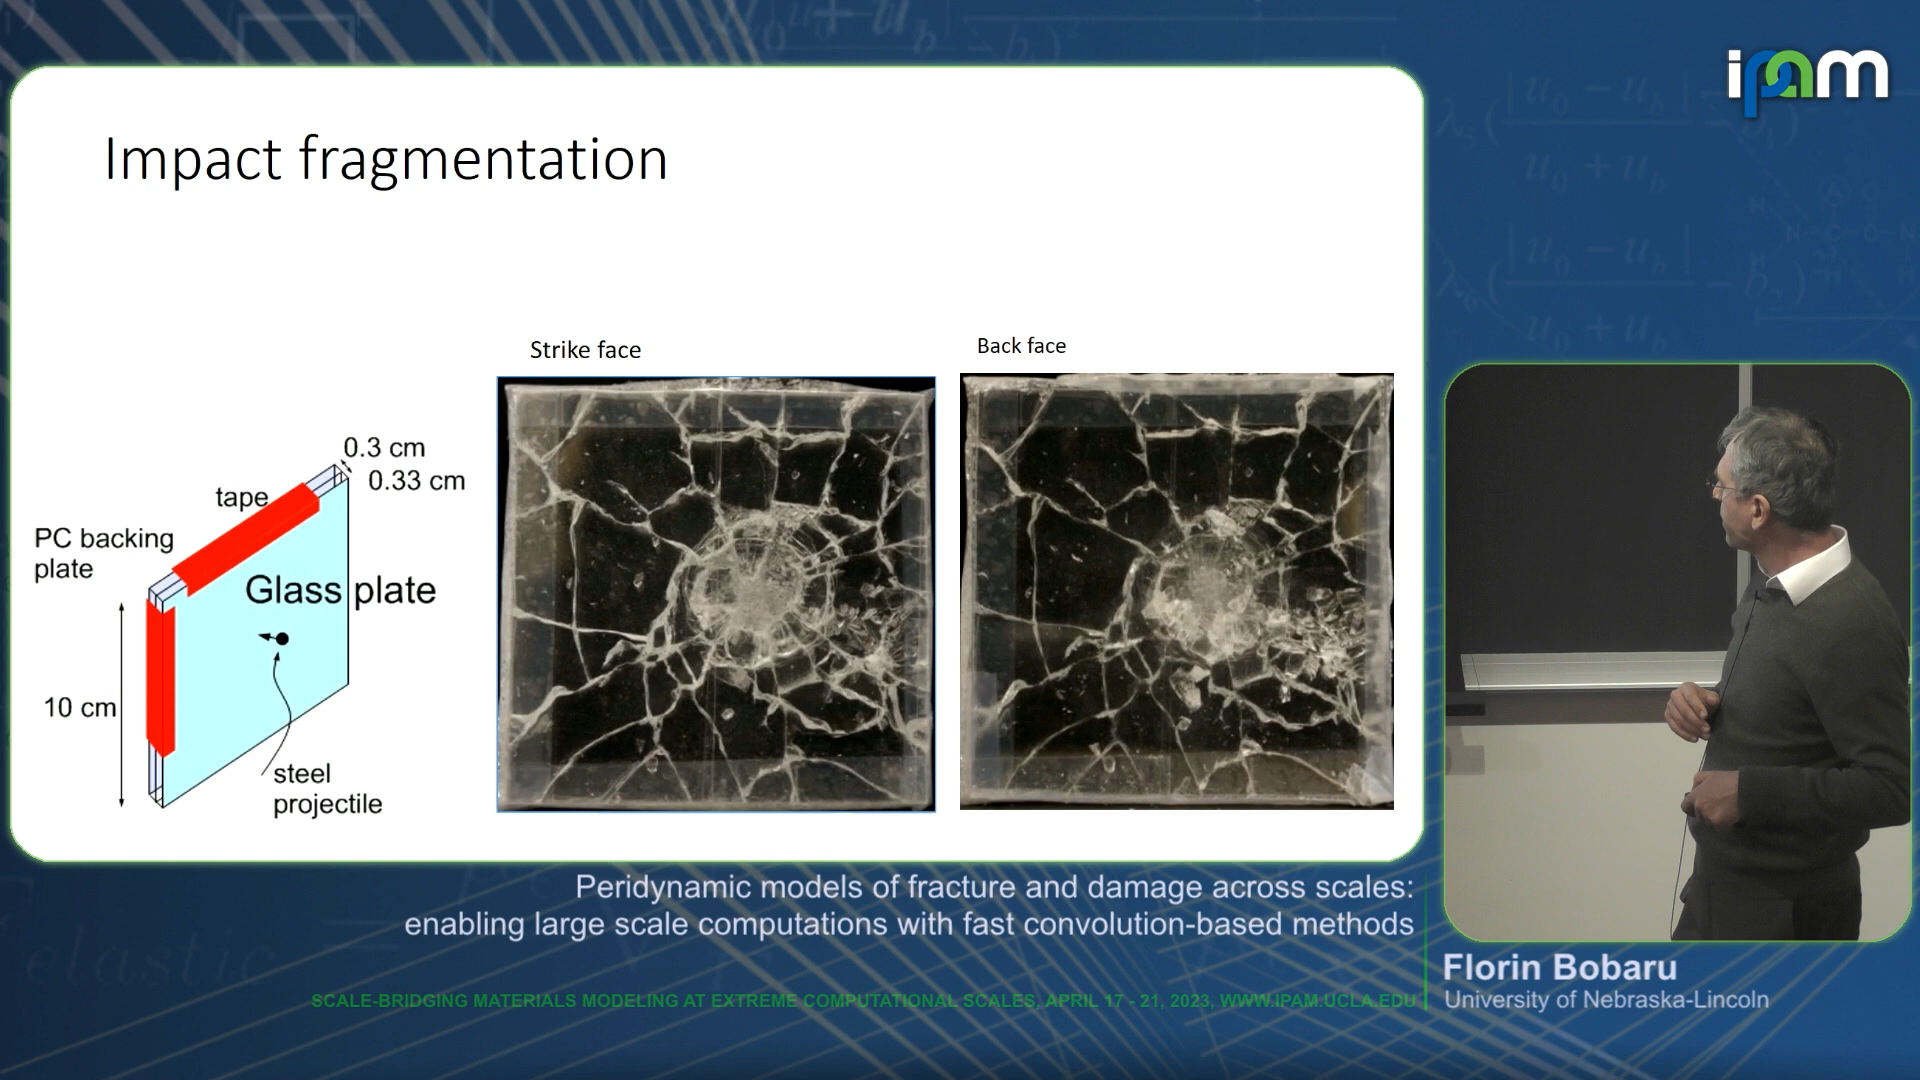 ipam
Impact fragmentation
Strike face
Back face
0.3 cm
0.33 cm
tape
PC backing
plate
Glass plate
10 cm
steel
projectile
Peridynamic models of fracture and damage across scales:
enabling large scale computations with fast convolution-based methods
Florin Bobaru
University of Nebraska-Lincoln
SCALE-BRIDGING MATERIALS MODELING AT EXTREME COMPUTATIONAL SCALES, APRIL 17 - 21, 2023, WWW.IPAM.UCLA.EDU
elastic